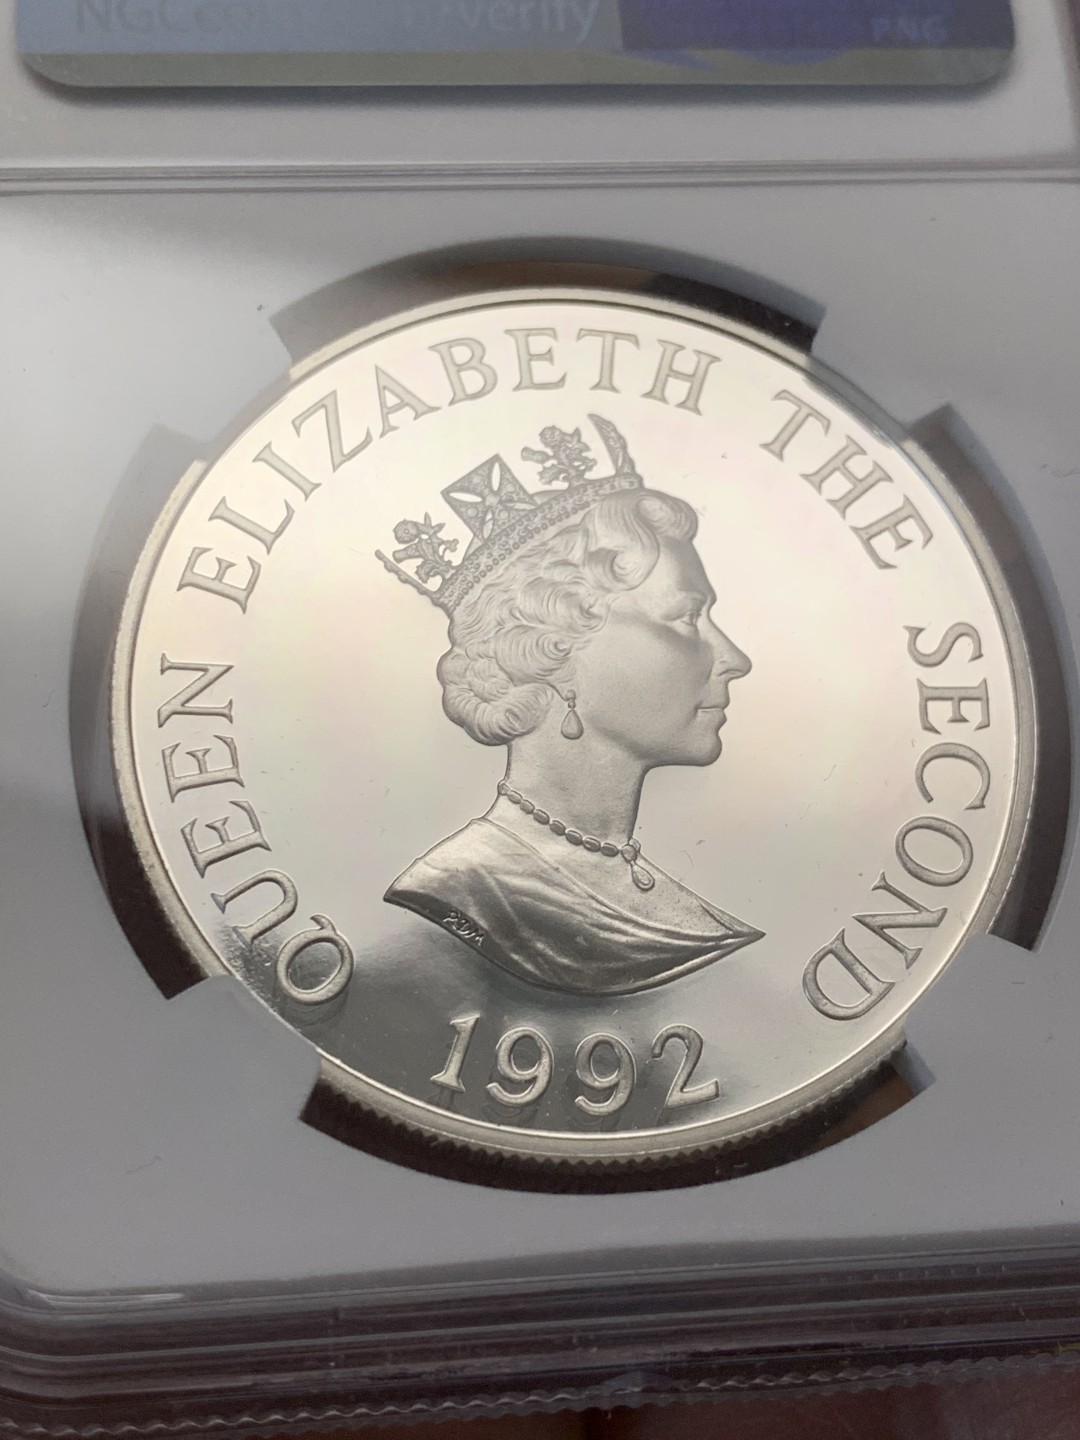 PNG
QUEEN ELIZABETH THE SECOND
RDM
1992